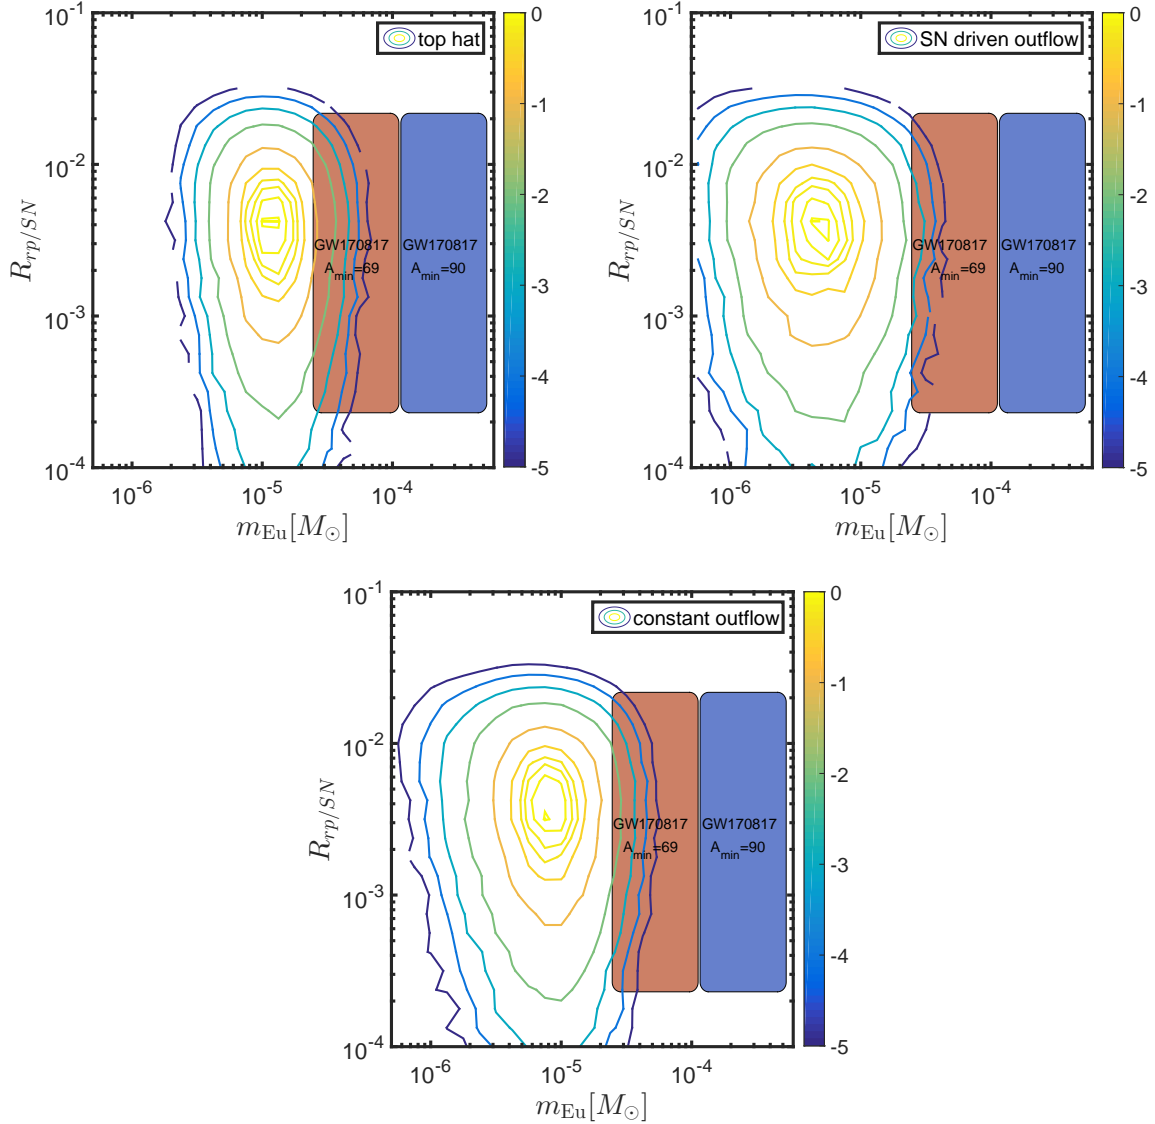 top hat
10^-1
10^-2
10^-3
10^-4
R_rp/SN
GW170817
A_min=69
GW170817
A_min=90
10^-6
10^-5
10^-4
m_Eu[M_⊙]
0
-1
-2
-3
-4
-5
SN driven outflow
10^-1
10^-2
10^-3
10^-4
R_rp/SN
GW170817
A_min=69
GW170817
A_min=90
10^-6
10^-5
10^-4
m_Eu[M_⊙]
0
-1
-2
-3
-4
-5
constant outflow
10^-1
10^-2
10^-3
10^-4
R_rp/SN
GW170817
A_min=69
GW170817
A_min=90
10^-6
10^-5
10^-4
m_Eu[M_⊙]
0
-1
-2
-3
-4
-5